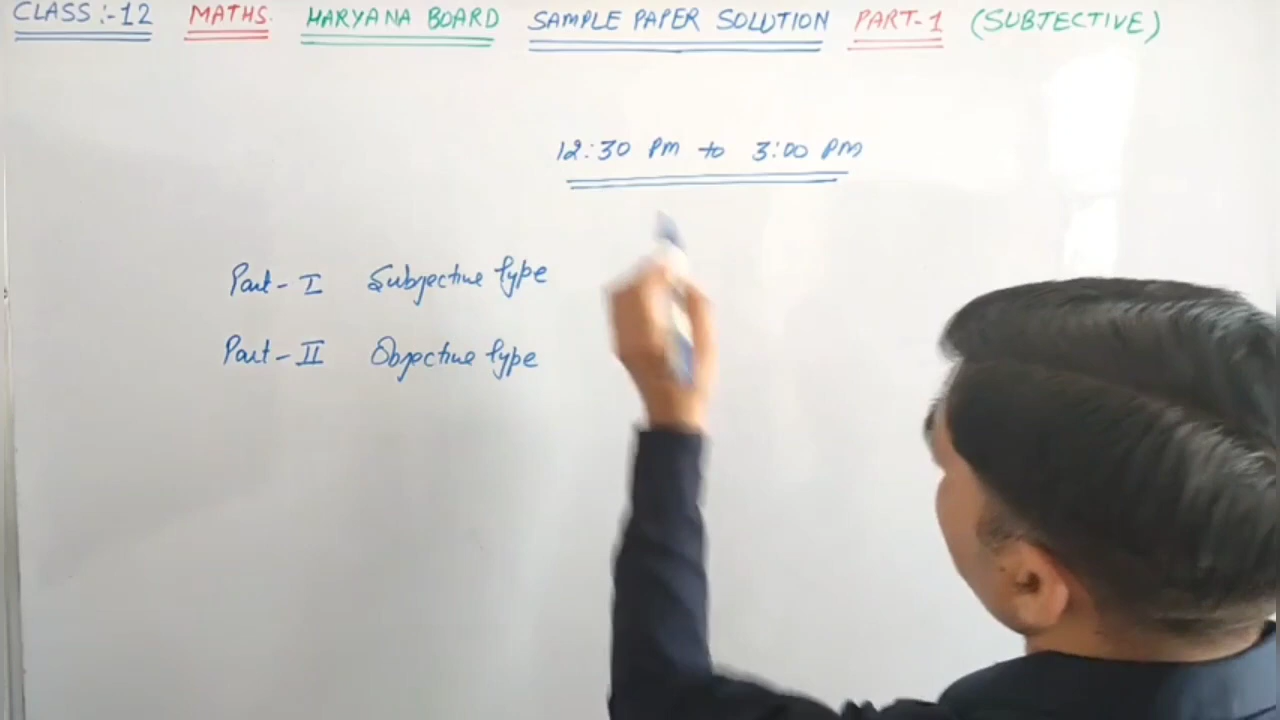 CLASS :- 12 MATHS. HARYANA BOARD SAMPLE PAPER SOLUTION PART-1 (SUBJECTIVE)
12:30 PM to 3:00 PM
Part - I Subjective type
Part - II Objective type